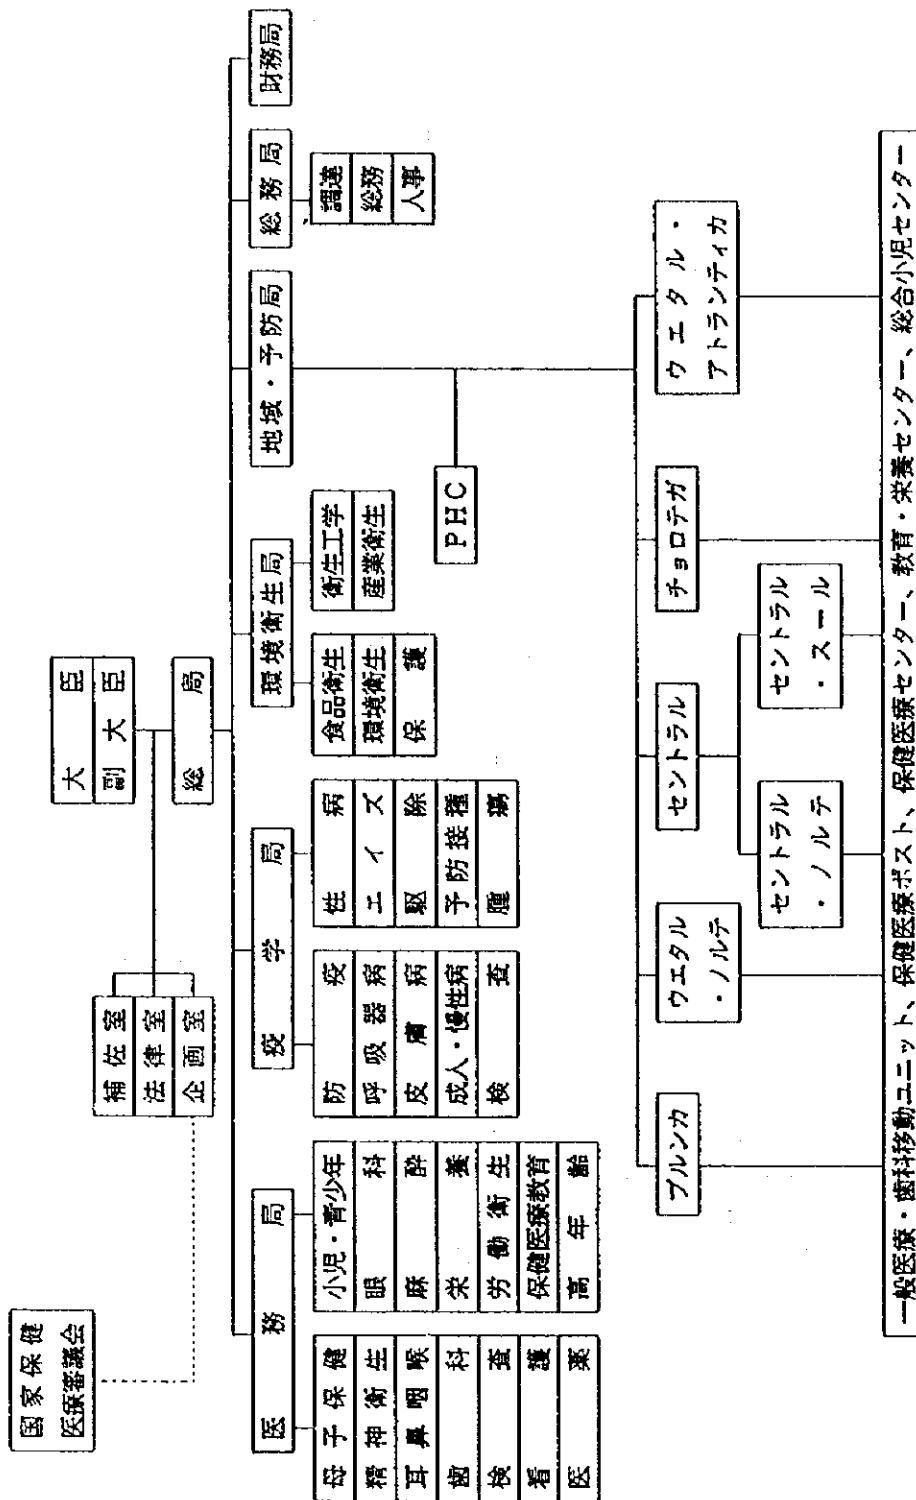 国家保健
医療審議会
大臣
副大臣
補佐室
法律室
企画室
総局
医務局
疫学局
環境衛生局
地域・予防局
総務局
財務局
母子保健
精神衛生
耳鼻咽喉
歯科
検査
看護
医薬
小児・青少年
眼科
麻酔
栄養
労働衛生
保健医療教育
高年齢
防疫
呼吸器病
皮膚病
成人・慢性病
検査
性病
エイズ
駆除
予防接種
腫瘍
食品衛生
環境衛生
保護
衛生工学
産業衛生
調達
総務
人事
PHC
ブルンカ
ウエタル
・ノルテ
セントラル
チョロテガ
ウエタル・
アトランティカ
セントラル
・ノルテ
セントラル
・スール
一般医療・歯科移動ユニット、保健医療ポスト、保健医療センター、教育・栄養センター、総合小児センター